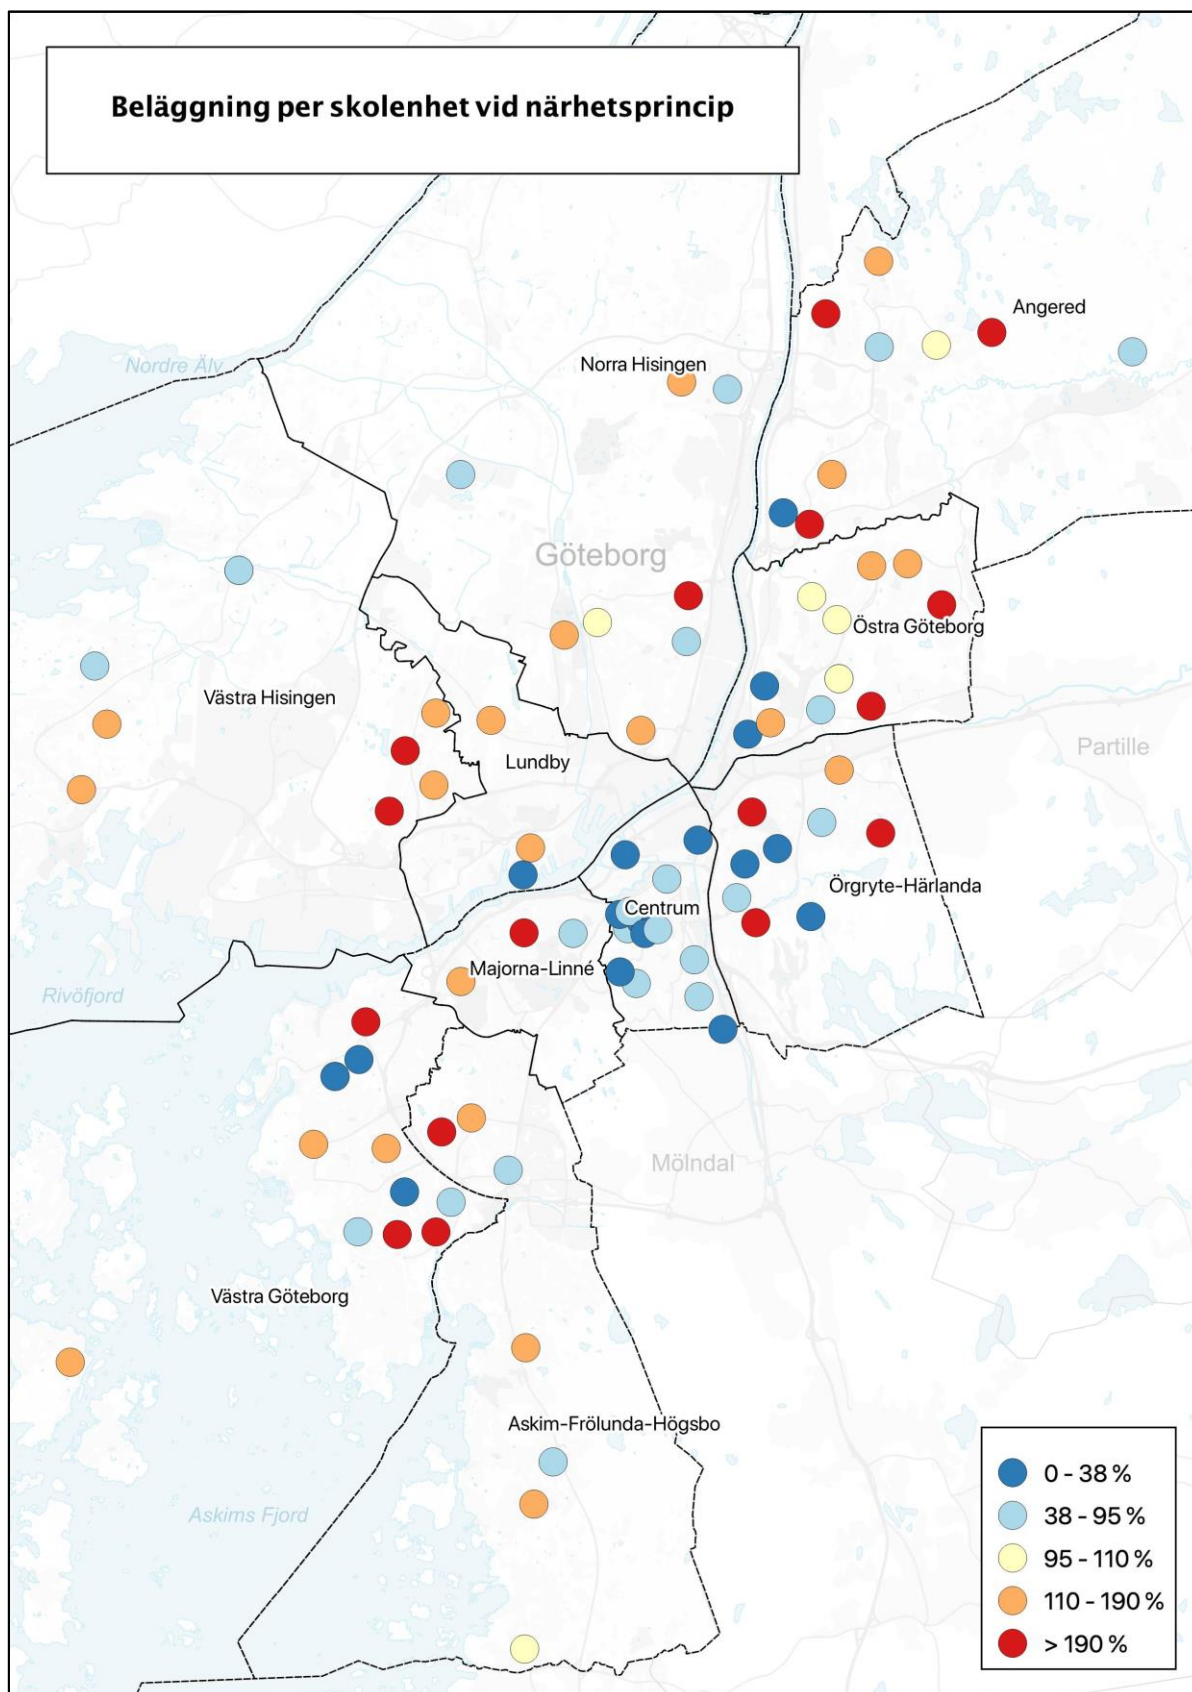 Beläggning per skolenhet vid närhetsprincip
Angered
Nordre Älv
Norra Hisingen
Göteborg
Östra Göteborg
Västra Hisingen
Partille
Lundby
Örgryte-Härlanda
Centrum
Majorna-Linné
Rivöfjord
Mölndal
Västra Göteborg
Askim-Frölunda-Högsbo
Askims Fjord
0 - 38 %
38 - 95 %
95 - 110 %
110 - 190 %
> 190 %